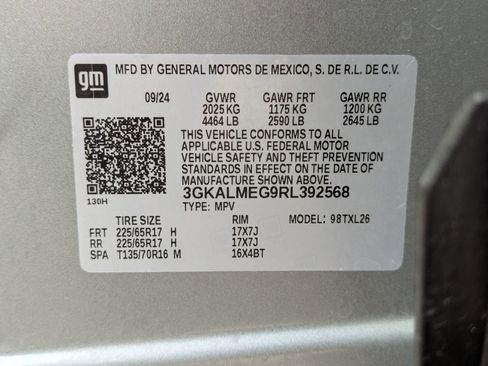 gm MFD BY GENERAL MOTORS DE MEXICO, S. DE R.L. DE C.V.
09/24 GVWR GAWR FRT GAWR RR
2025 KG 1175 KG 1200 KG
4464 LB 2590 LB 2645 LB
THIS VEHICLE CONFORMS TO ALL
APPLICABLE U.S. FEDERAL MOTOR
VEHICLE SAFETY AND THEFT PREVENTION
STANDARDS IN EFFECT ON THE DATE OF
MANUFACTURE SHOWN ABOVE.
3GKALMEG9RL392568
130H TYPE: MPV
TIRE SIZE RIM MODEL: 98TXL26
FRT 225/65R17 H 17X7J
RR 225/65R17 H 17X7J
SPA T135/70R16 M 16X4BT